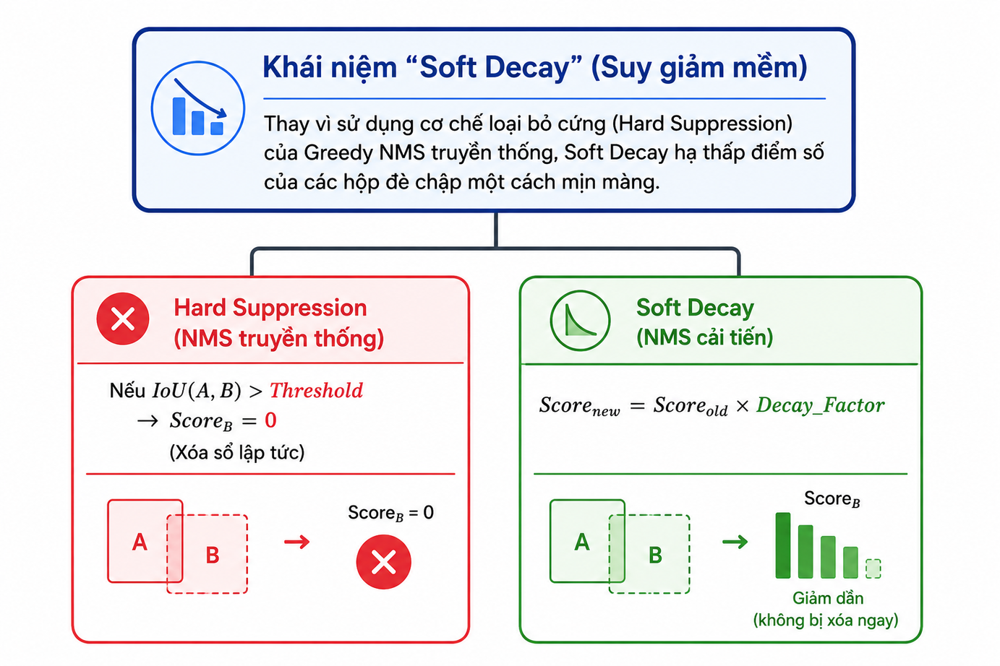 Khái niệm “Soft Decay” (Suy giảm mềm)
Thay vì sử dụng cơ chế loại bỏ cứng (Hard Suppression)
của Greedy NMS truyền thống, Soft Decay hạ thấp điểm số
của các hộp đè chập một cách mịn màng.
Hard Suppression
(NMS truyền thống)
Nếu IoU(A, B) > Threshold
→ Score_B = 0
(Xóa sổ lập tức)
A
B
→
Score_B = 0
Soft Decay
(NMS cải tiến)
Score_new = Score_old × Decay_Factor
A
B
→
Score_B
Giảm dần
(không bị xóa ngay)